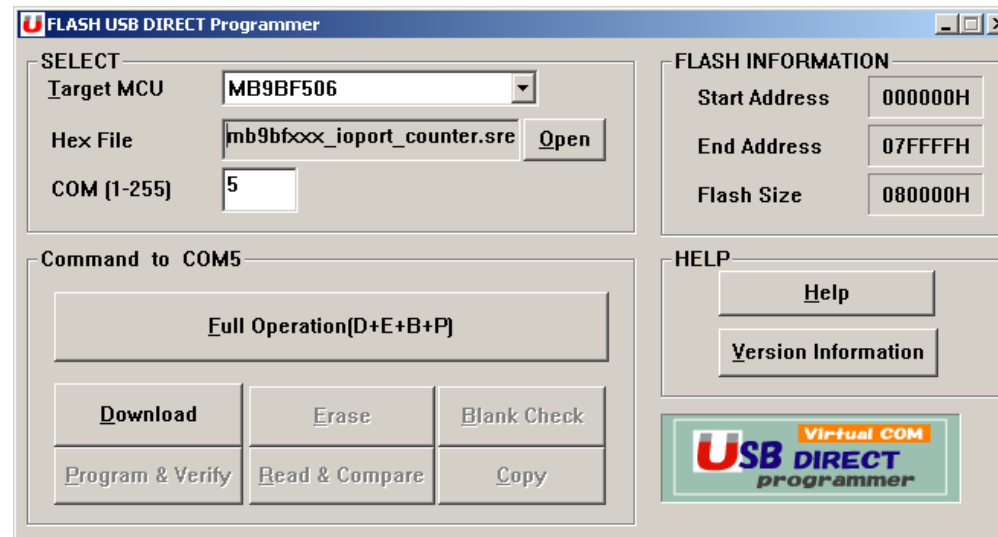 FLASH USB DIRECT Programmer
SELECT
Target MCU MB9BF506
Hex File mb9bfxxx_ioport_counter.sre Open
COM (1-255) 5
FLASH INFORMATION
Start Address 000000H
End Address 07FFFFH
Flash Size 080000H
Command to COM5
Full Operation(D+E+B+P)
Download Erase Blank Check
Program & Verify Read & Compare Copy
HELP
Help
Version Information
Virtual COM
USB DIRECT
programmer